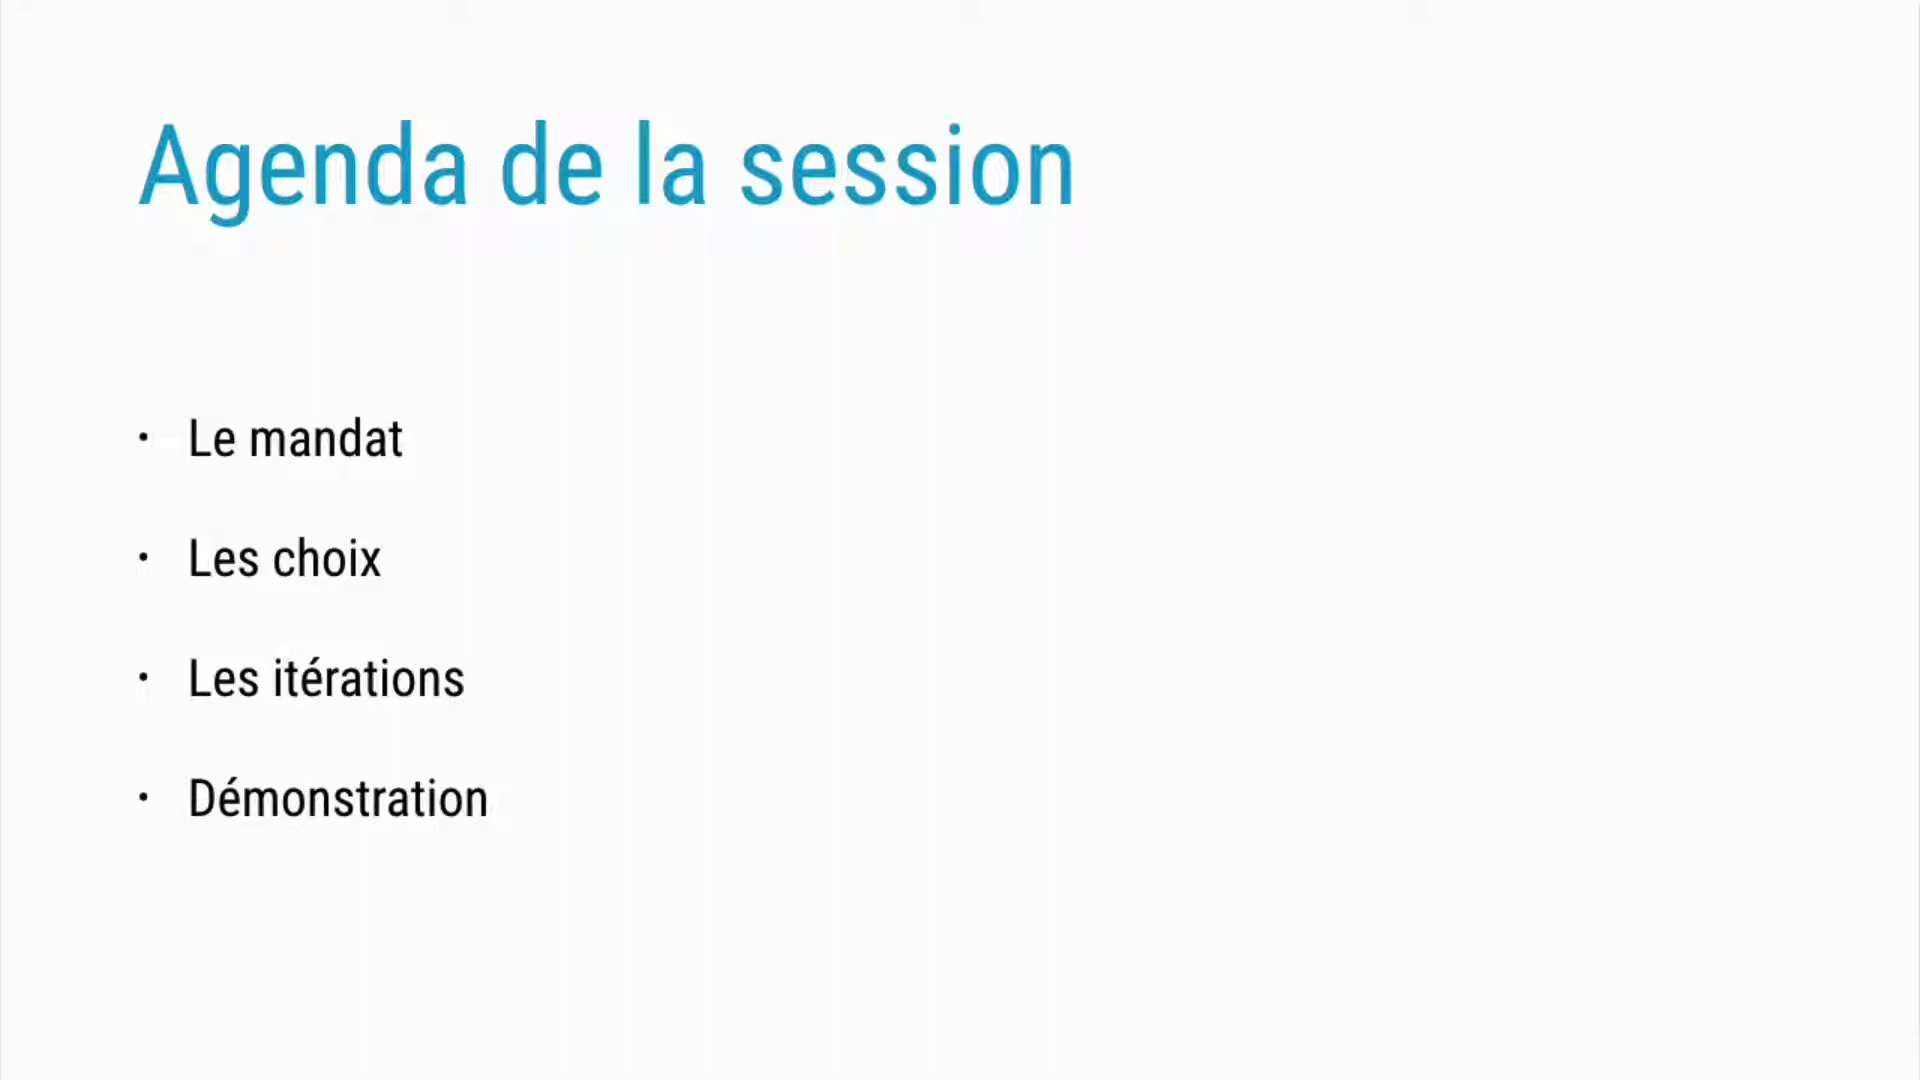 Agenda de la session
• Le mandat
• Les choix
• Les itérations
• Démonstration